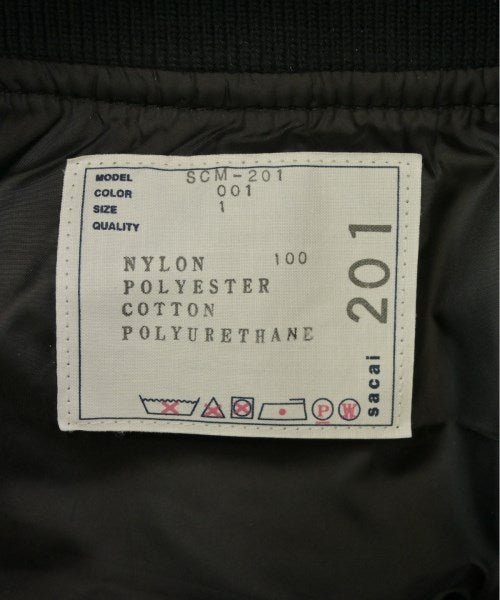 MODEL SCM-201
COLOR 001
SIZE 1
QUALITY
NYLON 100
POLYESTER
COTTON
POLYURETHANE
P W
sacai 201